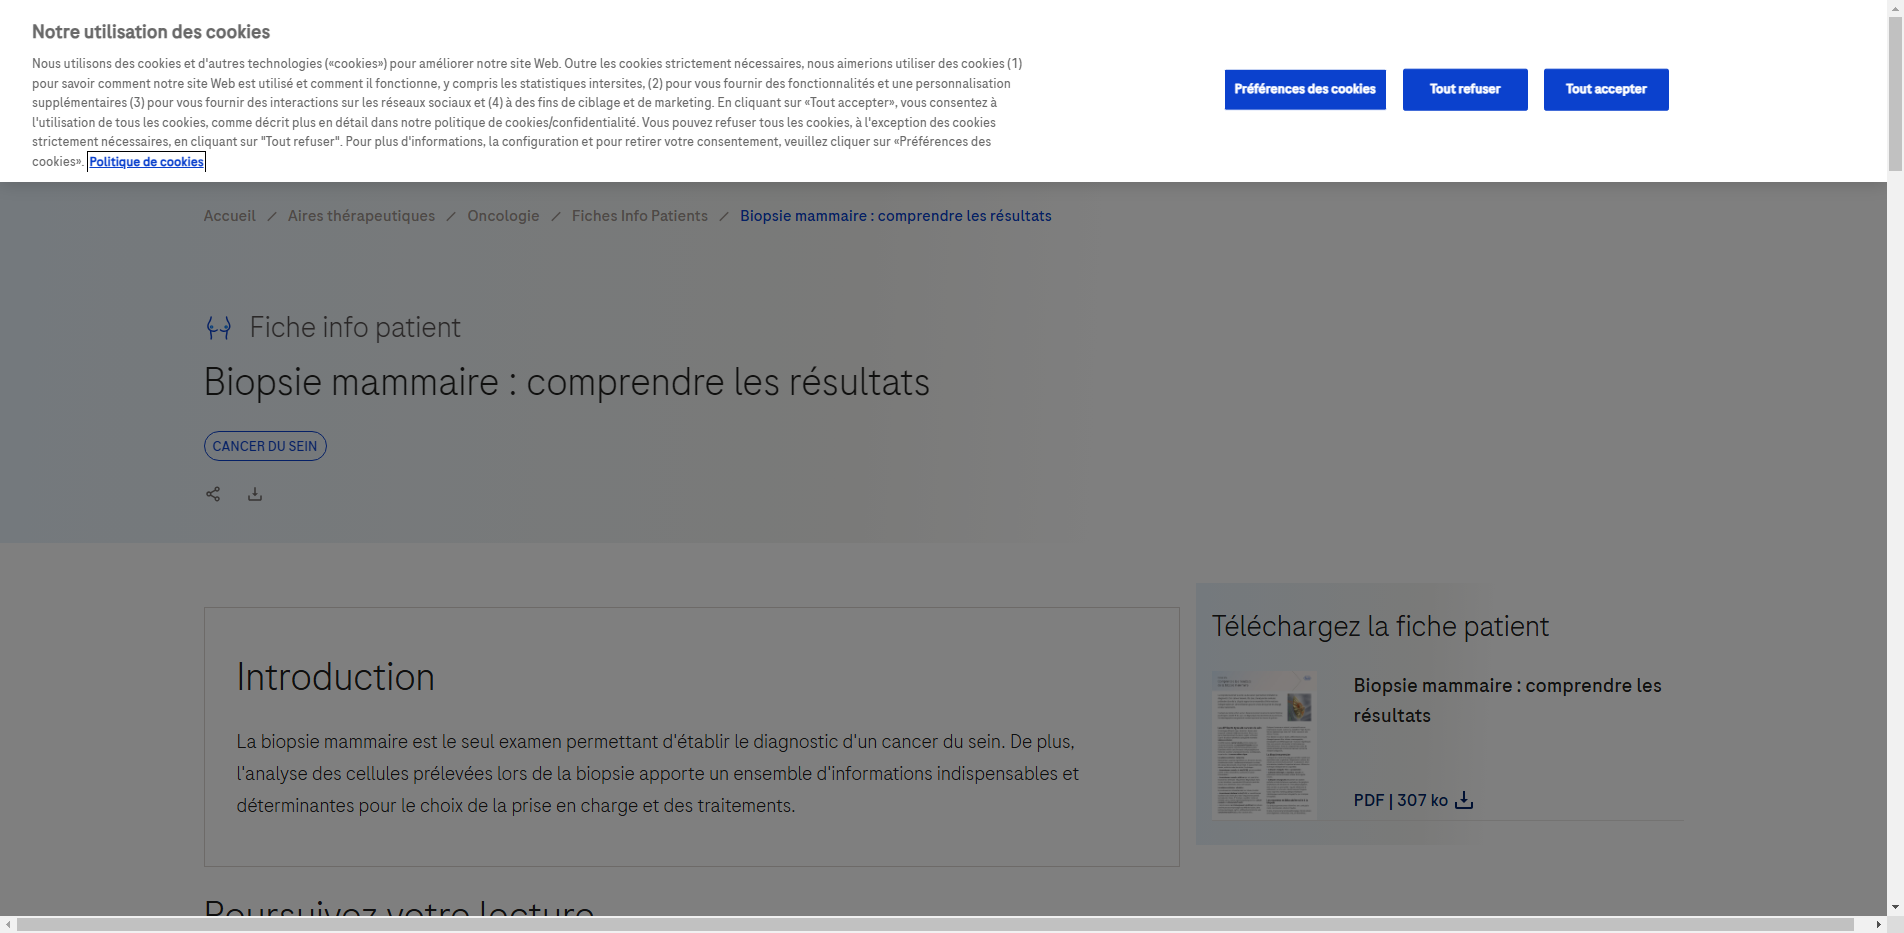 Notre utilisation des cookies
Nous utilisons des cookies et d'autres technologies («cookies») pour améliorer notre site Web. Outre les cookies strictement nécessaires, nous aimerions utiliser des cookies (1)
pour savoir comment notre site Web est utilisé et comment il fonctionne, y compris les statistiques intersites, (2) pour vous fournir des fonctionnalités et une personnalisation
supplémentaires (3) pour vous fournir des interactions sur les réseaux sociaux et (4) à des fins de ciblage et de marketing. En cliquant sur «Tout accepter», vous consentez à
l'utilisation de tous les cookies, comme décrit plus en détail dans notre politique de cookies/confidentialité. Vous pouvez refuser tous les cookies, à l'exception des cookies
strictement nécessaires, en cliquant sur "Tout refuser". Pour plus d'informations, la configuration et pour retirer votre consentement, veuillez cliquer sur «Préférences des
cookies». Politique de cookies
Préférences des cookies
Tout refuser
Tout accepter
Accueil / Aires thérapeutiques / Oncologie / Fiches Info Patients / Biopsie mammaire : comprendre les résultats
Fiche info patient
Biopsie mammaire : comprendre les résultats
CANCER DU SEIN
Introduction
La biopsie mammaire est le seul examen permettant d'établir le diagnostic d'un cancer du sein. De plus,
l'analyse des cellules prélevées lors de la biopsie apporte un ensemble d'informations indispensables et
déterminantes pour le choix de la prise en charge et des traitements.
Téléchargez la fiche patient
Biopsie mammaire : comprendre les
résultats
PDF | 307 ko
Poursuivez votre lecture